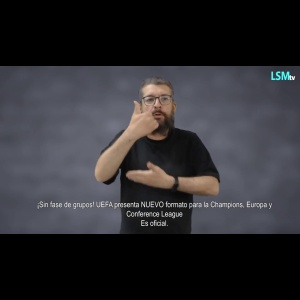 LSMtv
¡Sin fase de grupos! UEFA presenta NUEVO formato para la Champions, Europa y
Conference League
Es oficial.